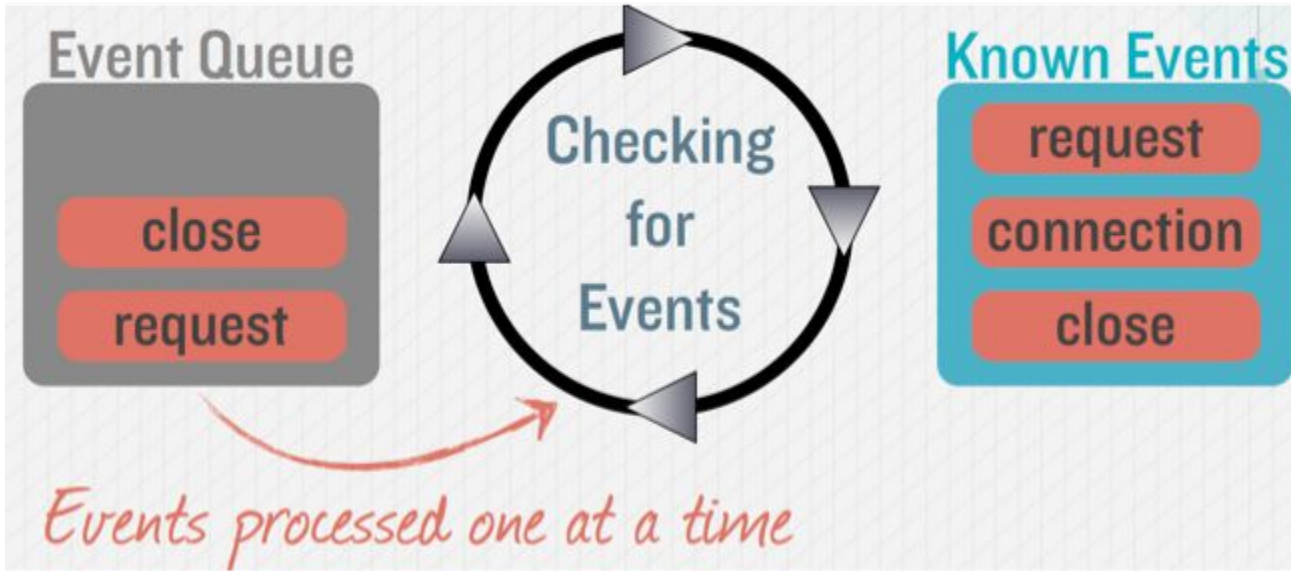 Event Queue
close
request
Checking
for
Events
Known Events
request
connection
close
Events processed one at a time